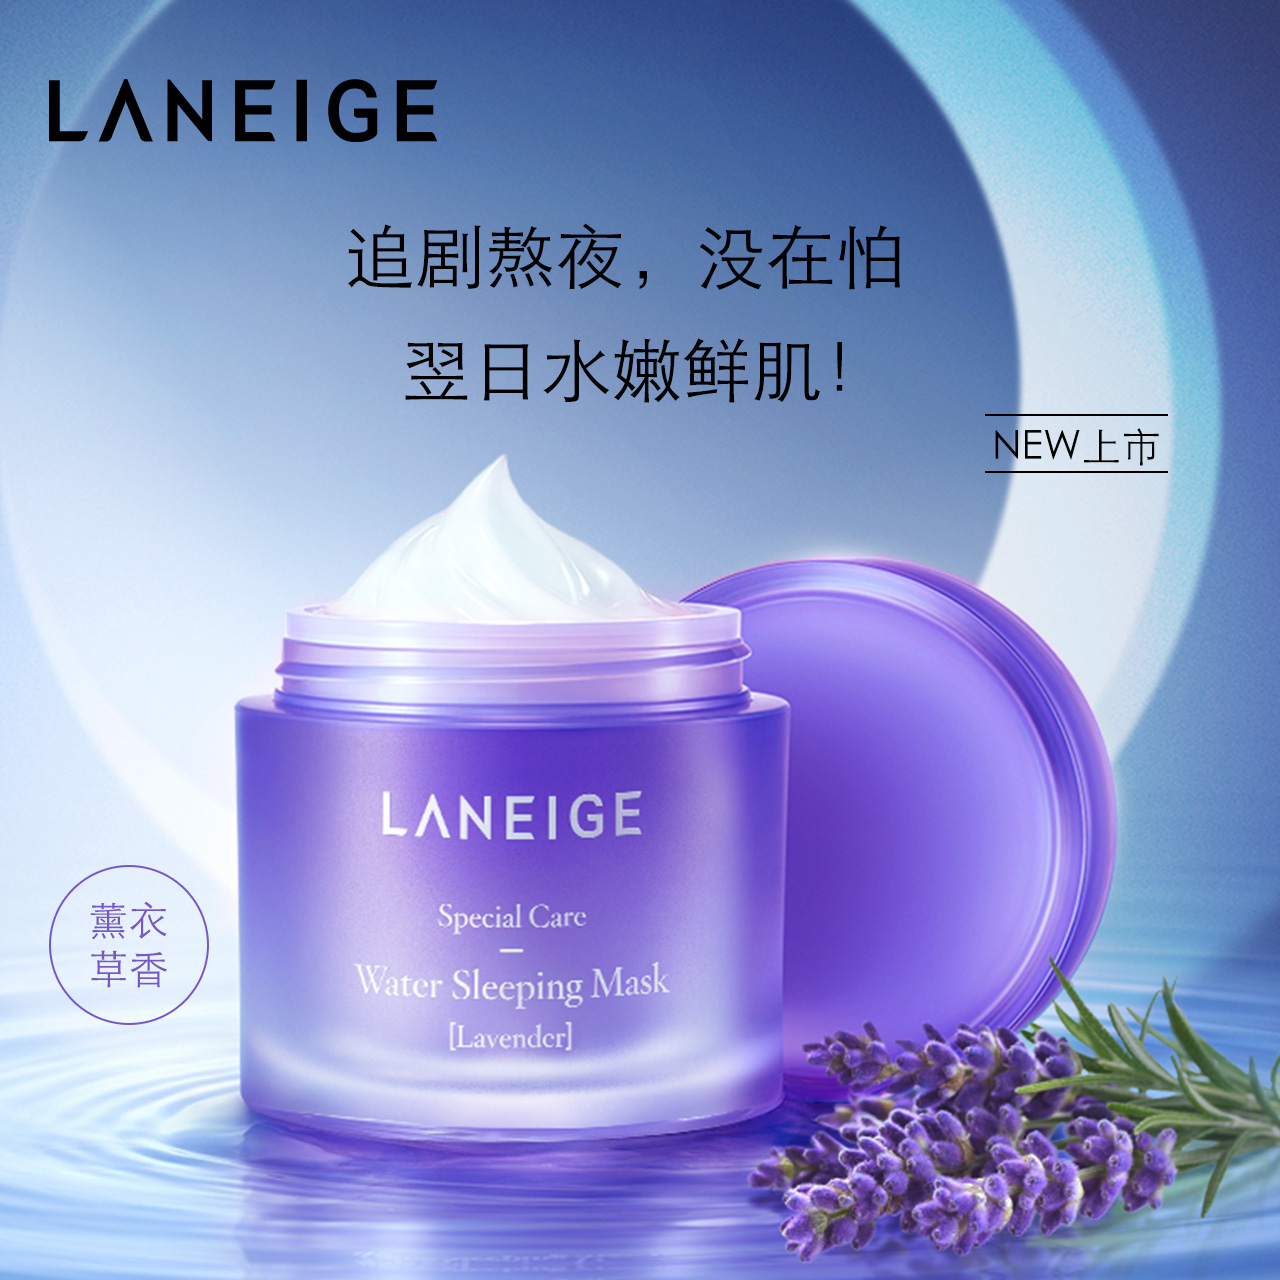 LANEIGE
追剧熬夜，没在怕
翌日水嫩鲜肌！
NEW上市
LANEIGE
Special Care
Water Sleeping Mask
[Lavender]
薰衣
草香